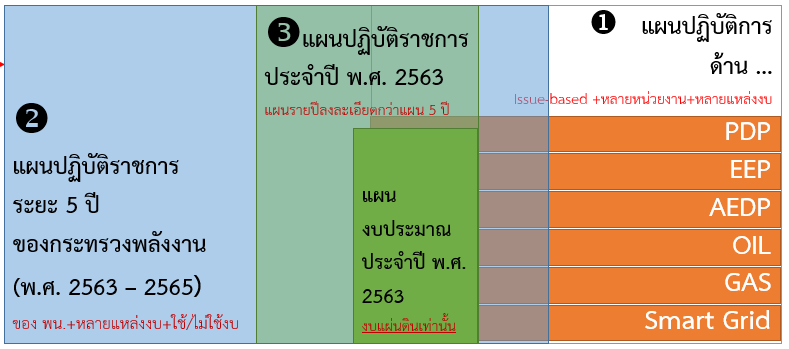 ❶ แผนปฏิบัติการ
ด้าน ...
Issue-based +หลายหน่วยงาน+หลายแหล่งงบ
PDP
EEP
AEDP
OIL
GAS
Smart Grid
❷
แผนปฏิบัติราชการ
ระยะ 5 ปี
ของกระทรวงพลังงาน
(พ.ศ. 2563 – 2565)
ของ พน.+หลายแหล่งงบ+ใช้/ไม่ใช้งบ
❸ แผนปฏิบัติราชการ
ประจำปี พ.ศ. 2563
แผนรายปีลงละเอียดกว่าแผน 5 ปี
แผน
งบประมาณ
ประจำปี พ.ศ.
2563
งบแผ่นดินเท่านั้น